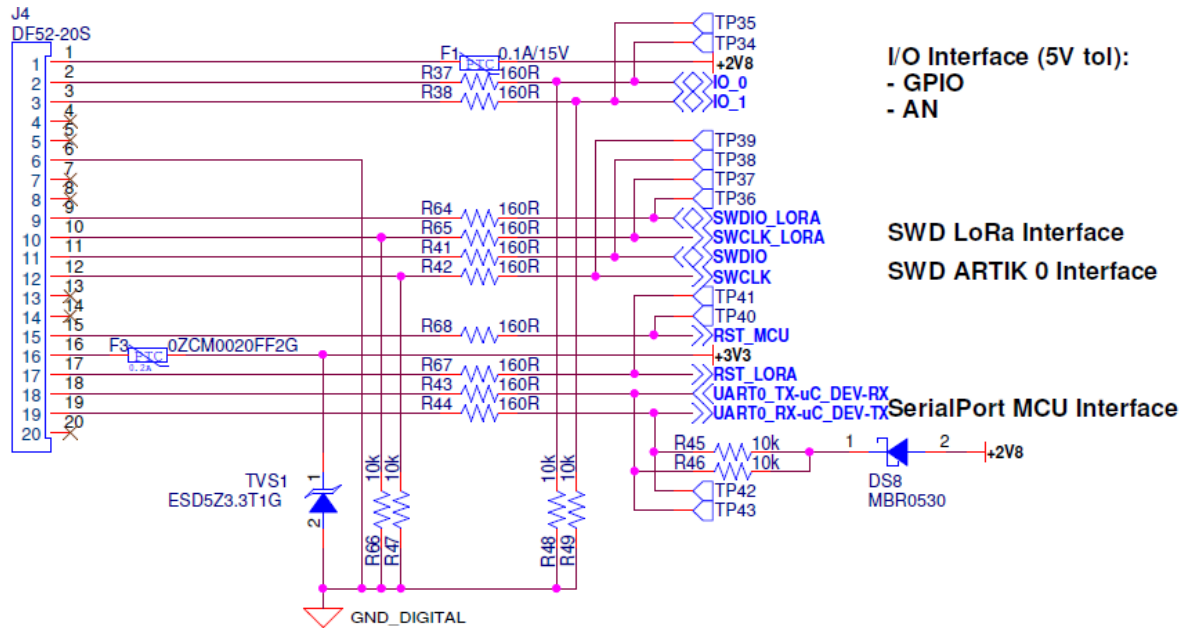 J4
DF52-20S
1 1 F1 PTC 0.1A/15V +2V8
TP35
TP34
I/O Interface (5V tol):
- GPIO
- AN
2 2 R37 160R IO_0
3 3 R38 160R IO_1
4 4
5 5
6 6
7 7
8 8
TP39
TP38
TP37
TP36
9 9 R64 160R SWDIO_LORA
10 10 R65 160R SWCLK_LORA SWD LoRa Interface
11 11 R41 160R SWDIO
12 12 R42 160R SWCLK SWD ARTIK 0 Interface
13 13
14 14
TP41
TP40
15 15 R68 160R RST_MCU
16 16 F3 PTC 0ZCM0020FF2G +3V3
0.2A
17 17 R67 160R RST_LORA
18 18 R43 160R UART0_TX-uC_DEV-RX
19 19 R44 160R UART0_RX-uC_DEV-TX SerialPort MCU Interface
20 20
R45 10k 1 2 +2V8
R46 10k
DS8
MBR0530
TP42
TP43
TVS1
ESD5Z3.3T1G
1
2
10k
R66
10k
R47
10k
R48
10k
R49
GND_DIGITAL